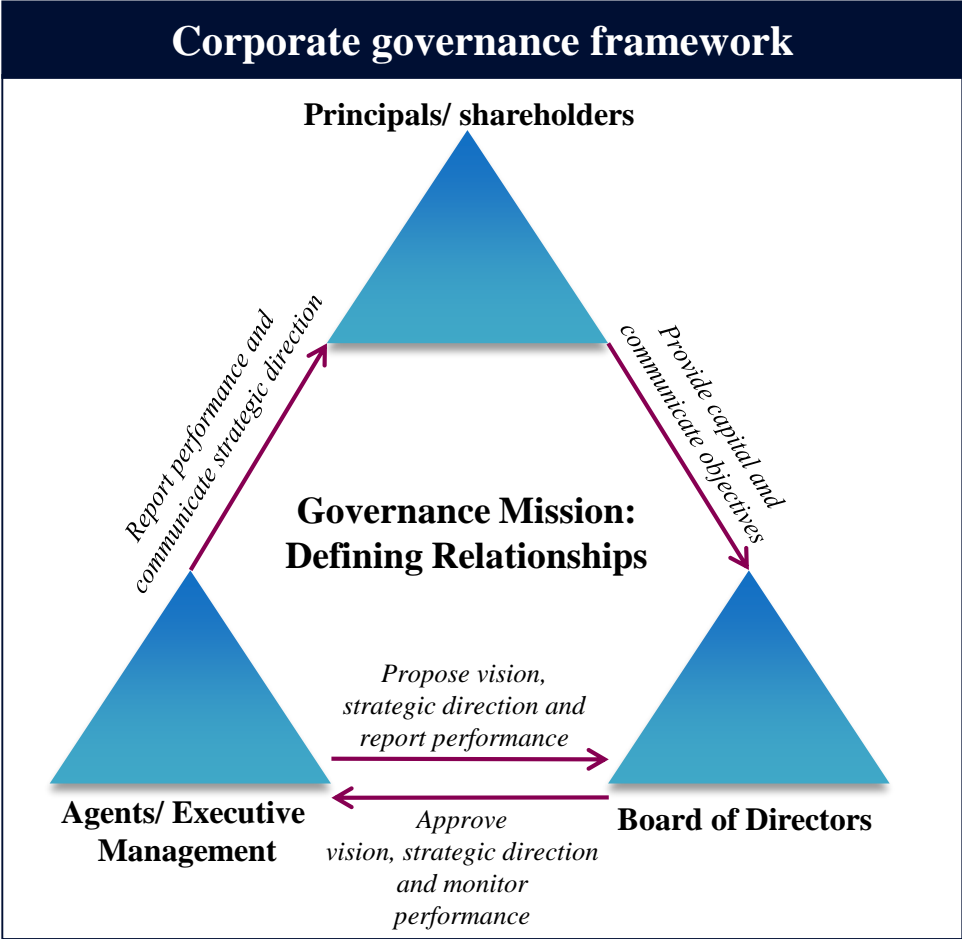 Corporate governance framework
Principals/ shareholders
Report performance and
communicate strategic direction
Provide capital and
communicate objectives
Governance Mission:
Defining Relationships
Propose vision,
strategic direction and
report performance
Agents/ Executive
Management
Board of Directors
Approve
vision, strategic direction
and monitor
performance